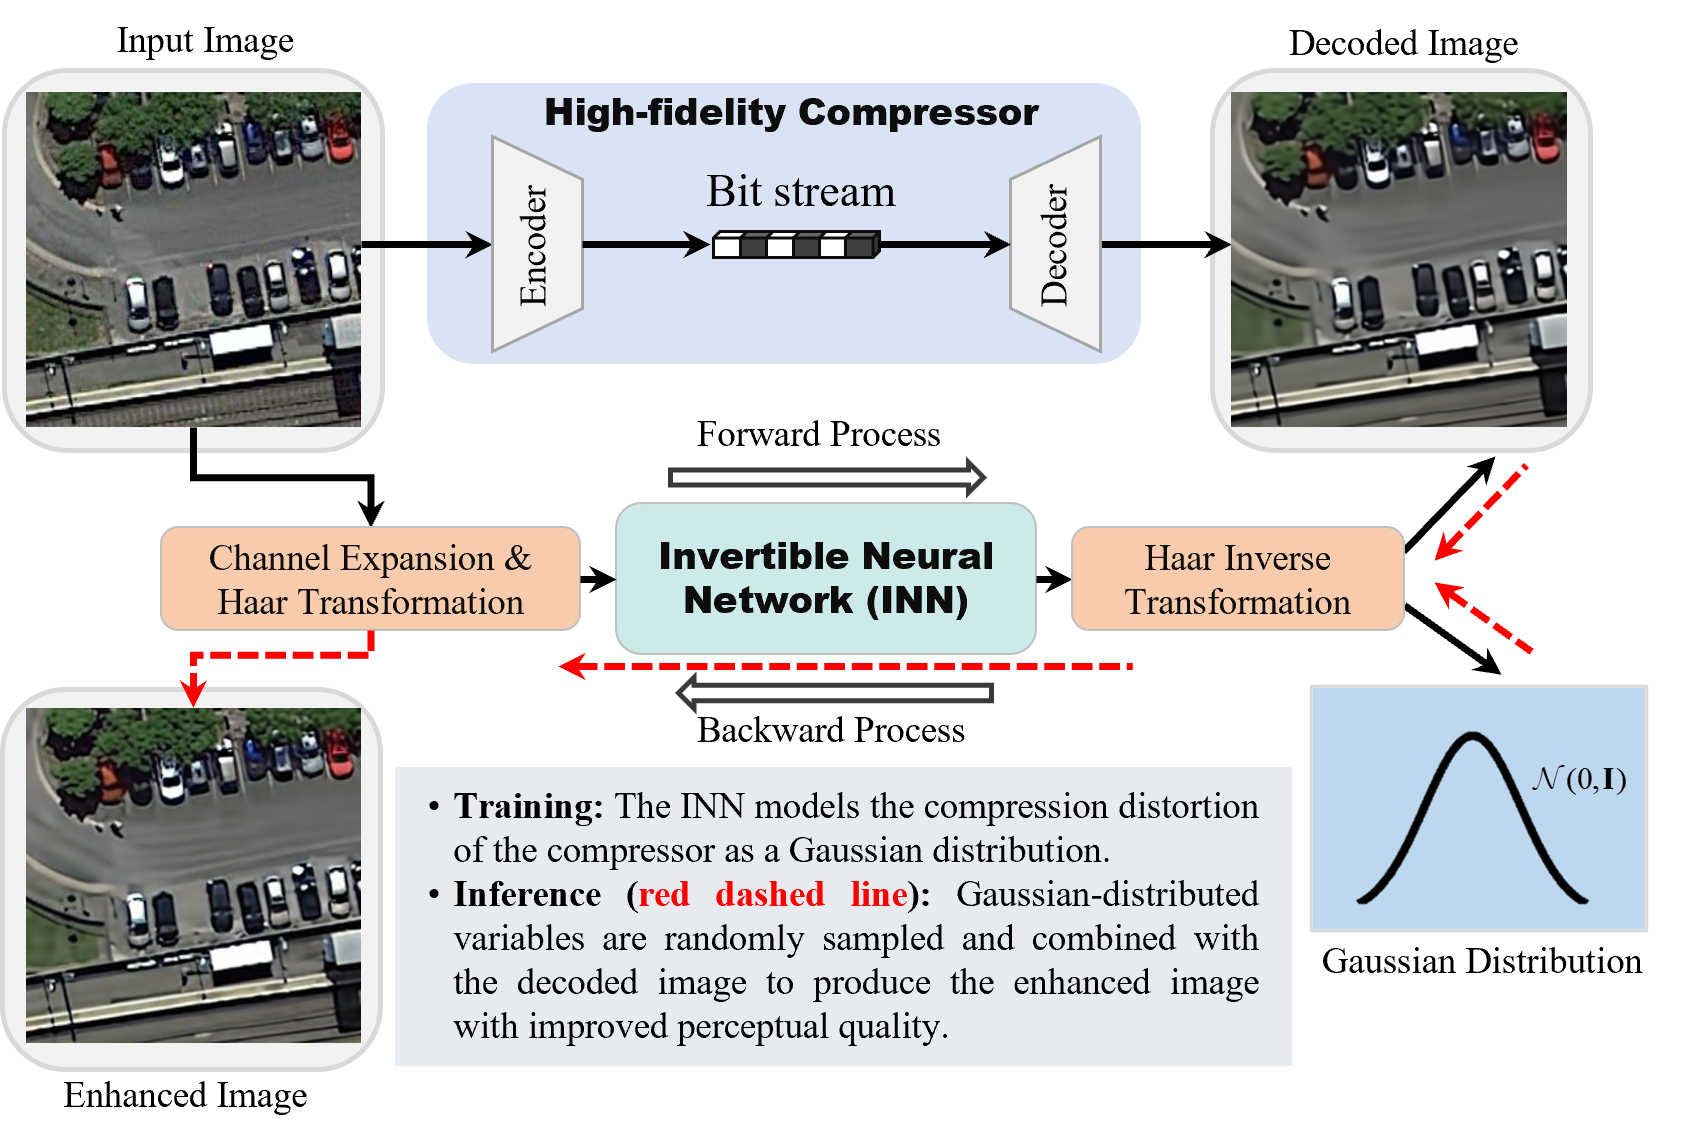 Input Image
Decoded Image
High-fidelity Compressor
Encoder
Bit stream
Decoder
Forward Process
Channel Expansion &
Haar Transformation
Invertible Neural
Network (INN)
Haar Inverse
Transformation
Backward Process
𝒩(0,I)
Gaussian Distribution
• Training: The INN models the compression distortion
of the compressor as a Gaussian distribution.
• Inference (red dashed line): Gaussian-distributed
variables are randomly sampled and combined with
the decoded image to produce the enhanced image
with improved perceptual quality.
Enhanced Image